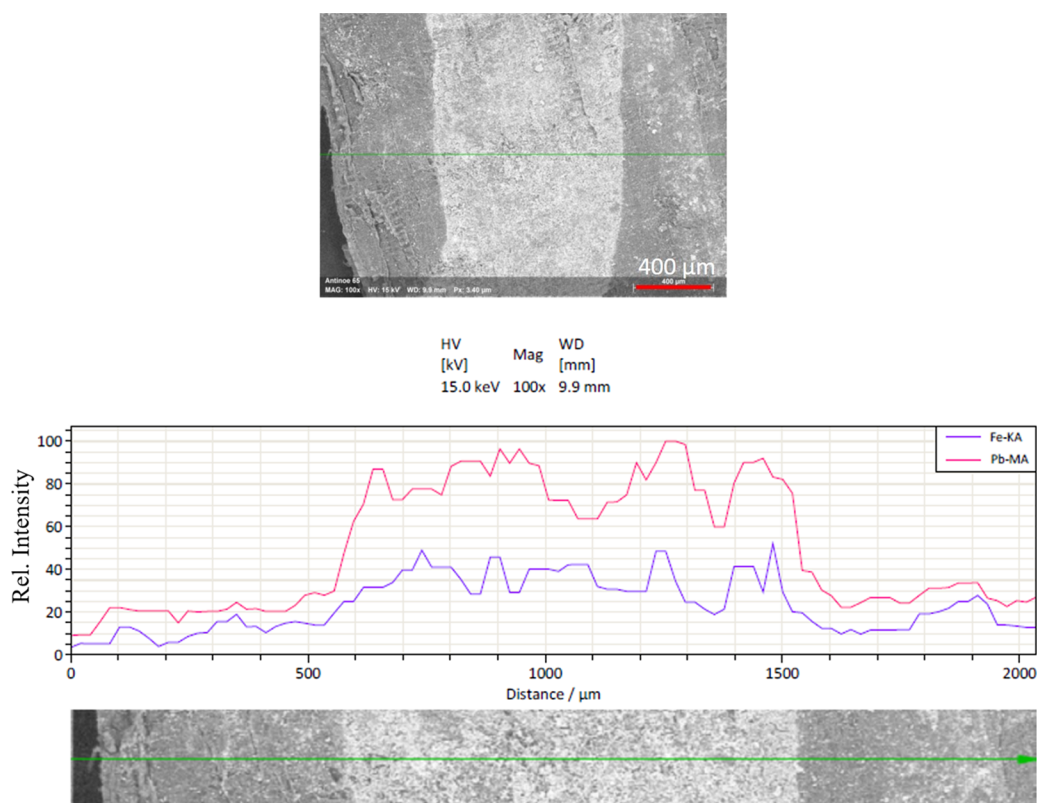 400 µm
Antinoe 65
400 µm
MAG: 100x HV: 15 kV WD: 9.9 mm Px: 3.40 µm
HV Mag WD
[kV] [mm]
15.0 keV 100x 9.9 mm
Fe-KA
Pb-MA
100
80
60
40
20
0
Rel. Intensity
0 500 1000 1500 2000
Distance / µm